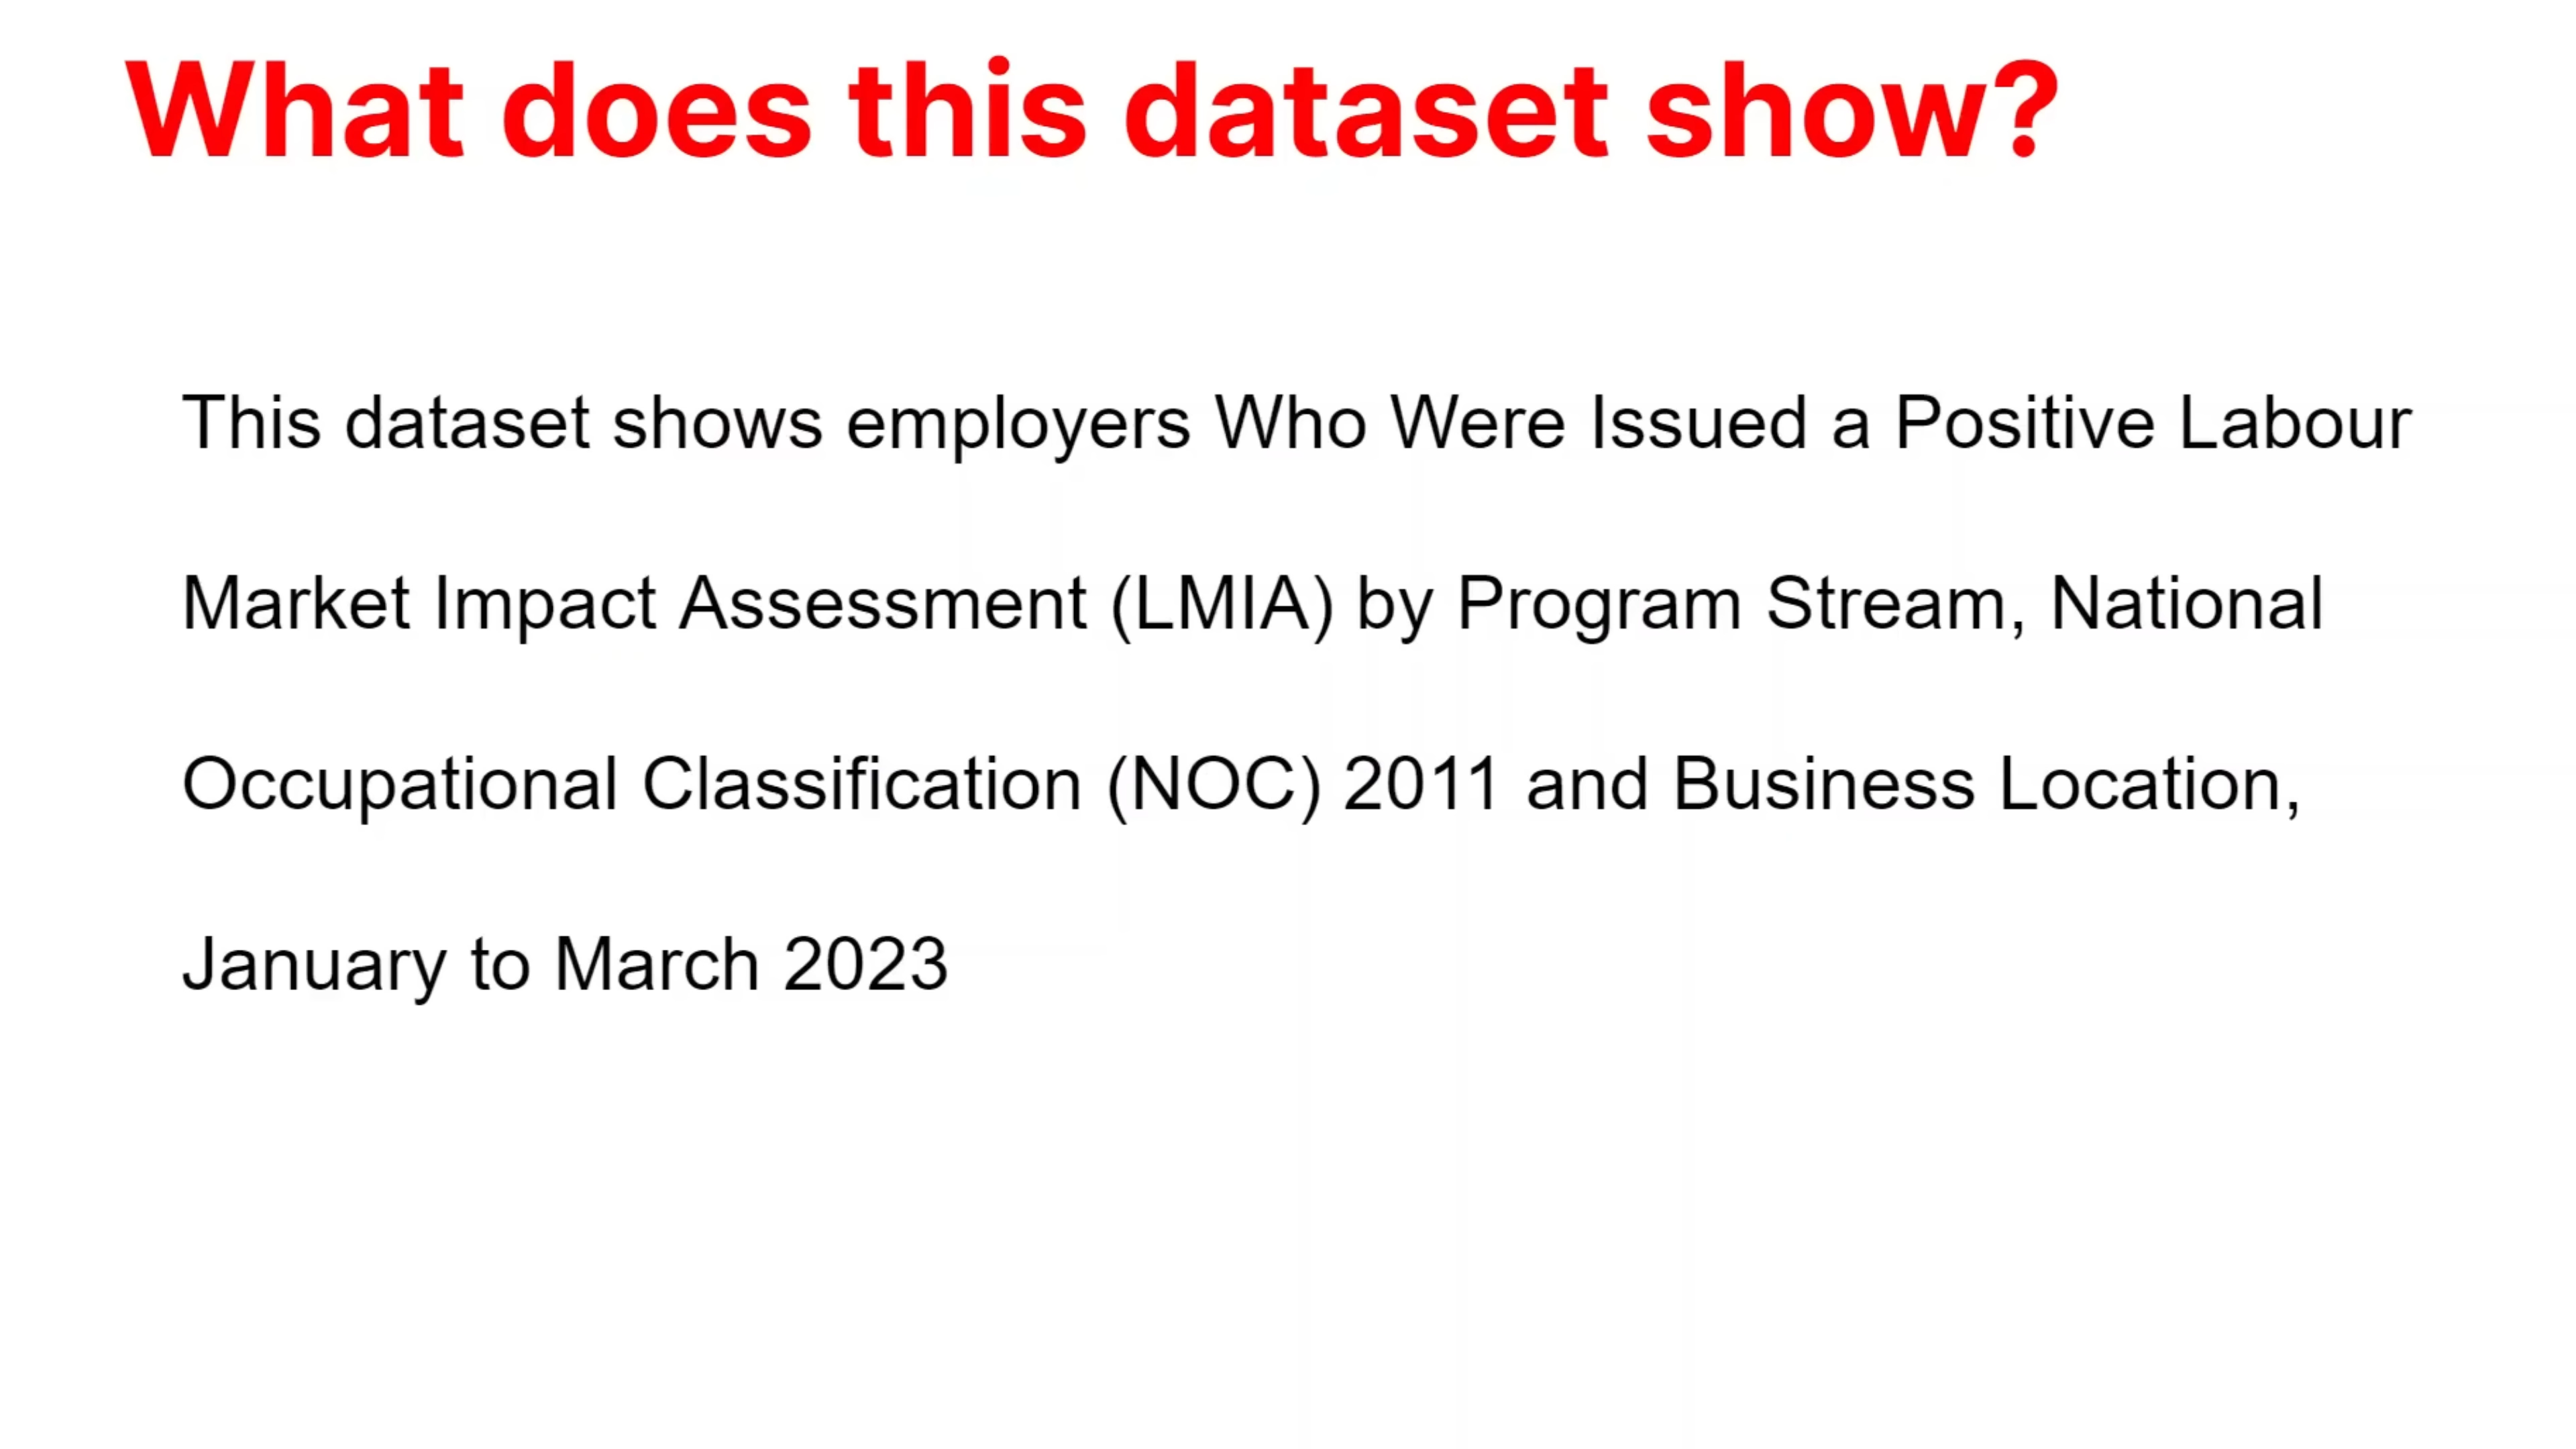 What does this dataset show?
This dataset shows employers Who Were Issued a Positive Labour
Market Impact Assessment (LMIA) by Program Stream, National
Occupational Classification (NOC) 2011 and Business Location,
January to March 2023